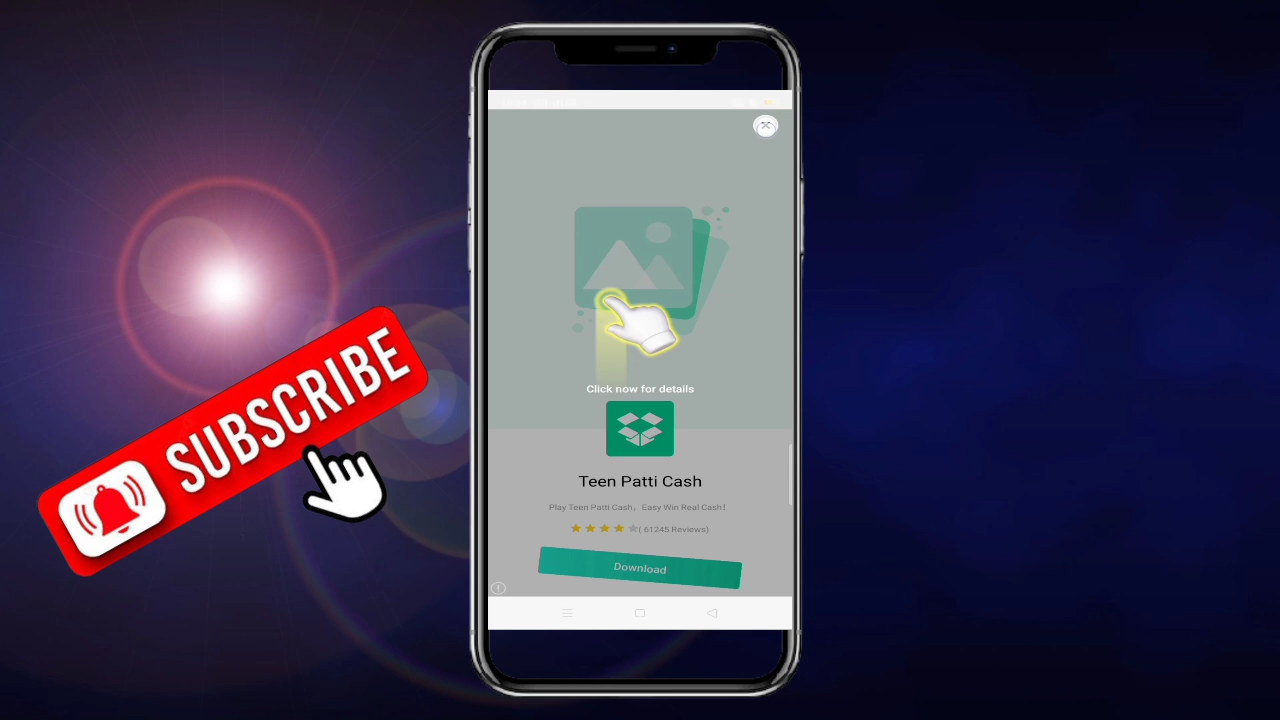 SUBSCRIBE
Click now for details
Teen Patti Cash
Play Teen Patti Cash, Easy Win Real Cash!
( 61245 Reviews)
Download